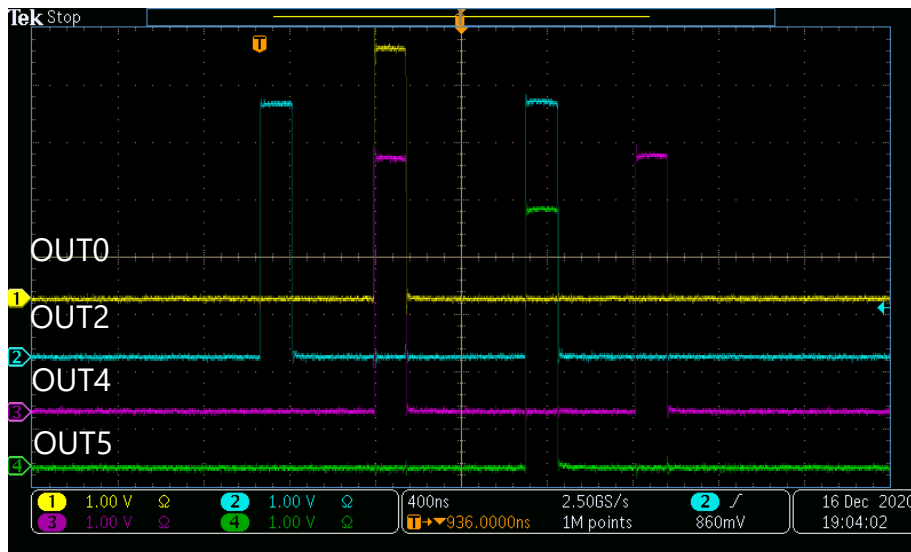 Tek Stop
T
T
OUT0
1
OUT2
2
OUT4
3
OUT5
4
1 1.00 V Ω 2 1.00 V Ω 400ns 2.50GS/s 2 16 Dec 2020
3 1.00 V Ω 4 1.00 V Ω T→▼936.0000ns 1M points 860mV 19:04:02